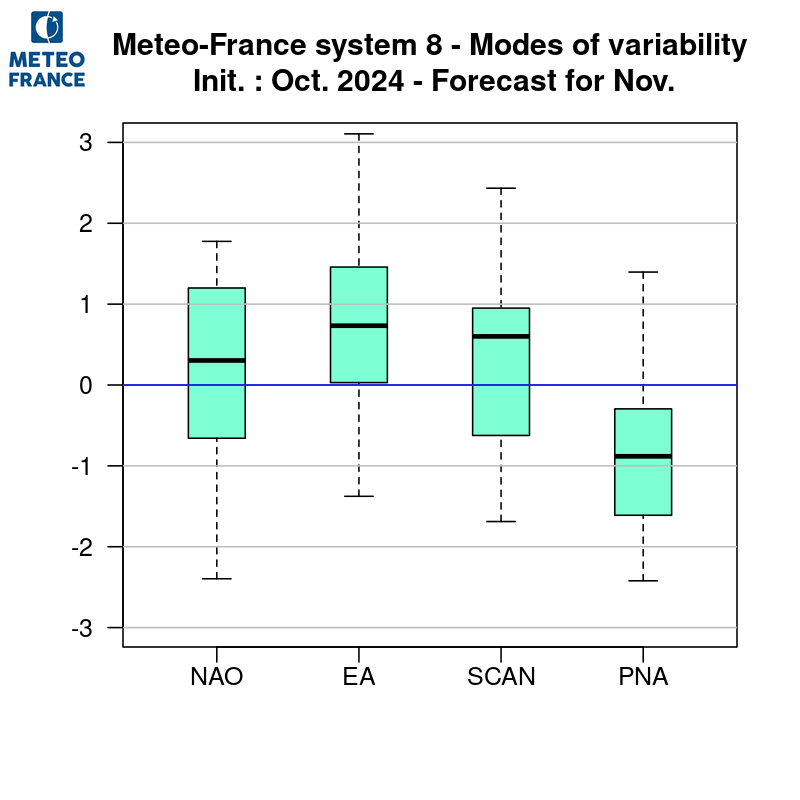 METEO
FRANCE
Meteo-France system 8 - Modes of variability
Init. : Oct. 2024 - Forecast for Nov.
3
2
1
0
-1
-2
-3
NAO EA SCAN PNA